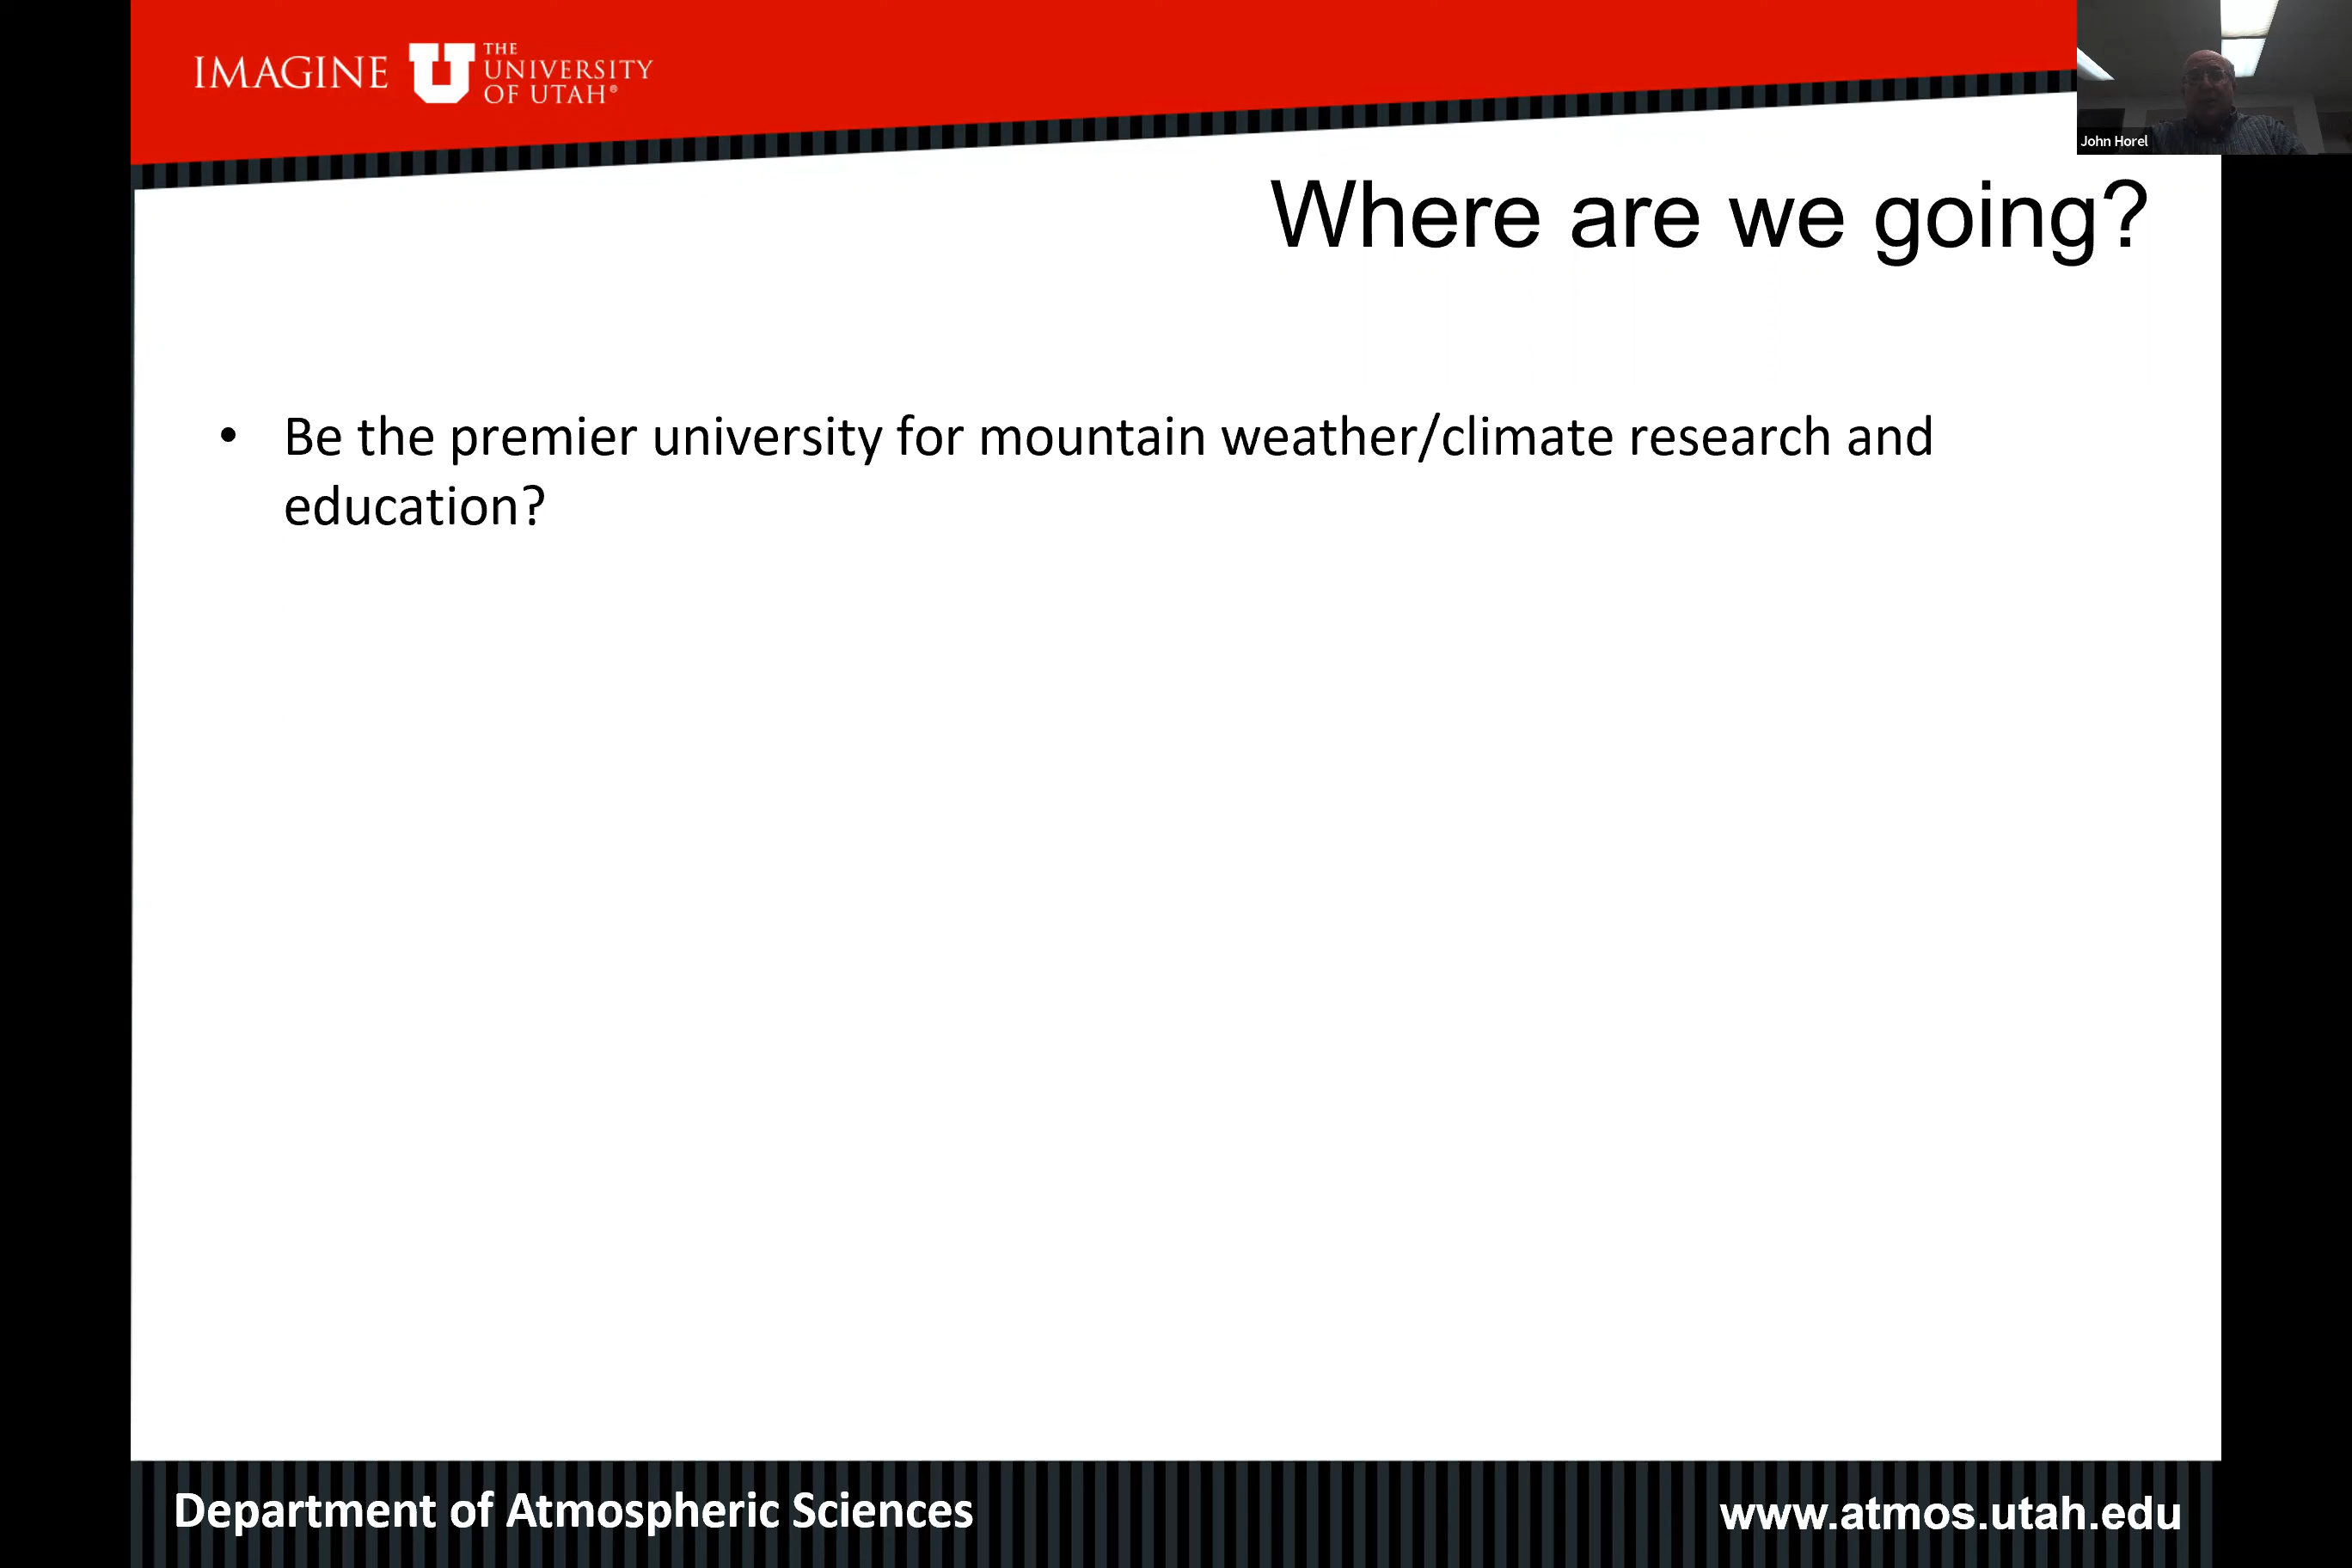 IMAGINE
THE
UNIVERSITY
OF UTAH®
John Horel
Where are we going?
• Be the premier university for mountain weather/climate research and
education?
Department of Atmospheric Sciences
www.atmos.utah.edu